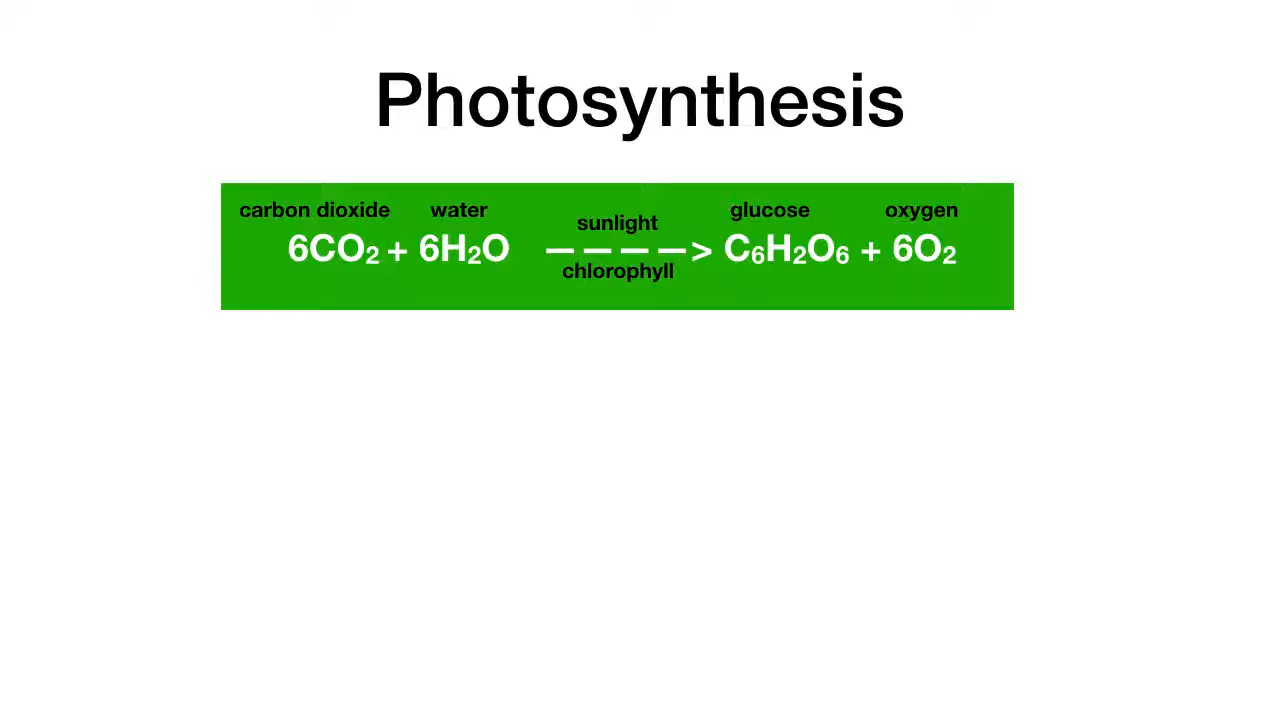 Photosynthesis
carbon dioxide water sunlight glucose oxygen
6CO₂ + 6H₂O — — — —> C₆H₂O₆ + 6O₂
chlorophyll